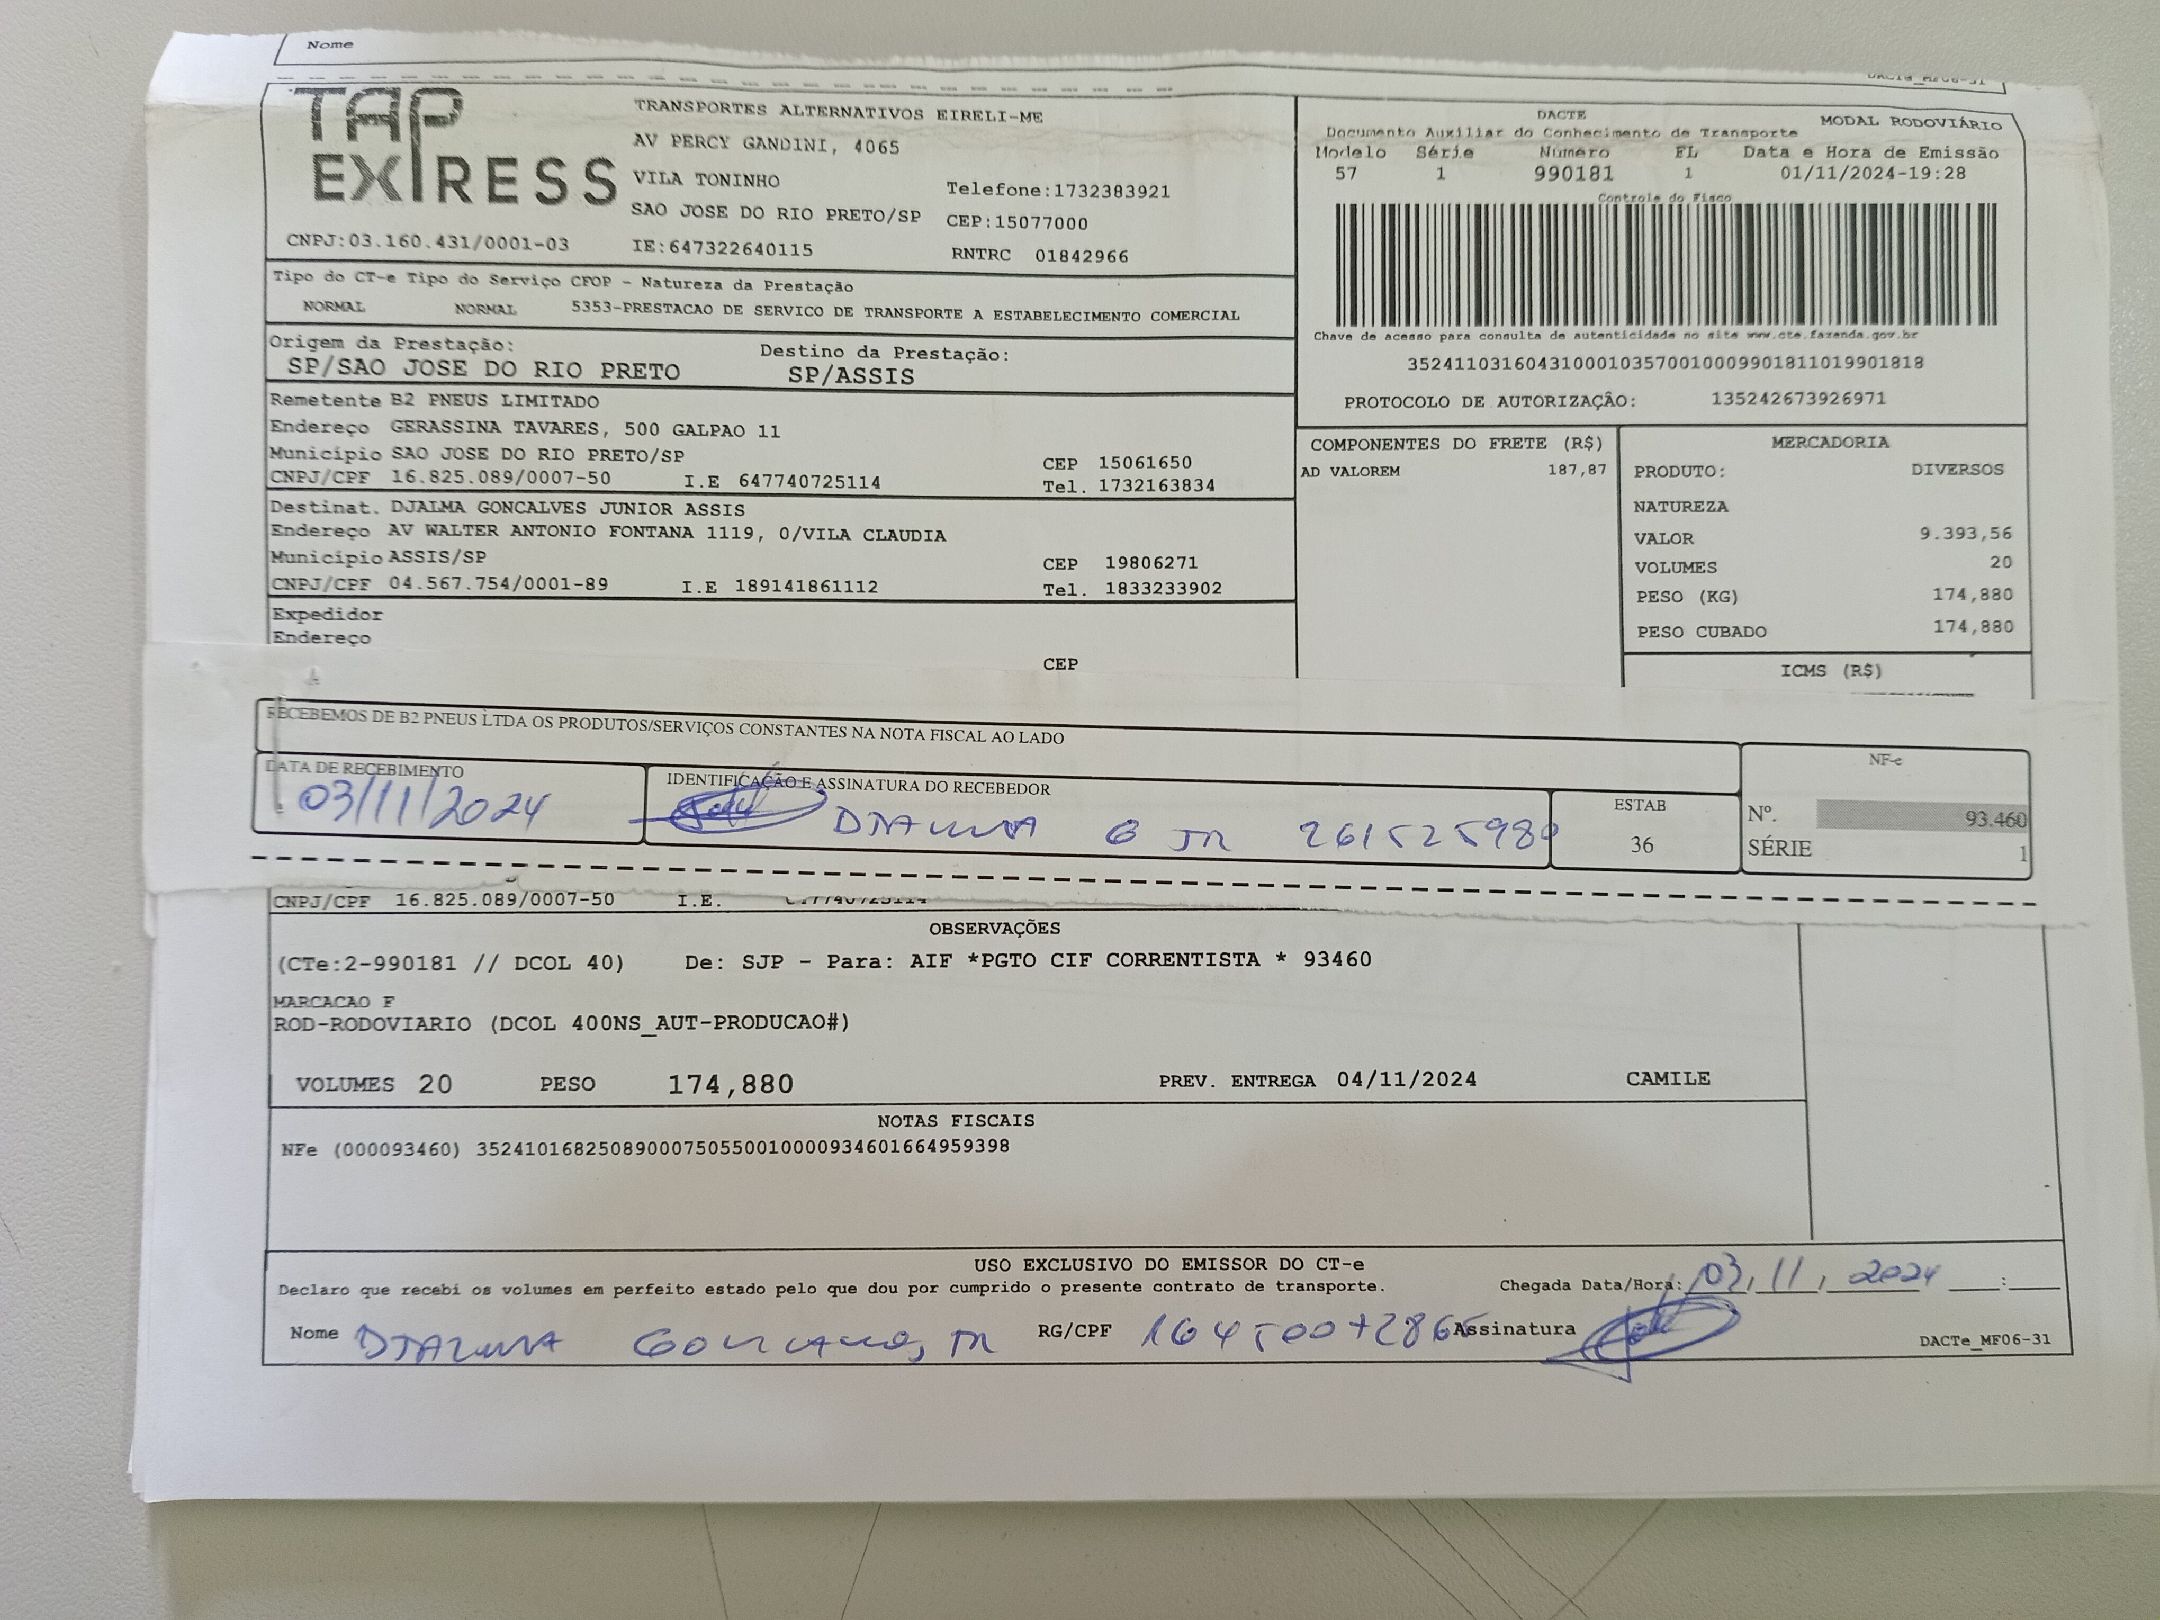 Nome
DACTe_MF06-31
TAP EXPRESS
TRANSPORTES ALTERNATIVOS EIRELI-ME
AV PERCY GANDINI, 4065
VILA TONINHO
Telefone:1732383921
SAO JOSE DO RIO PRETO/SP CEP:15077000
CNPJ:03.160.431/0001-03 IE:647322640115 RNTRC 01842966
DACTE MODAL RODOVIÁRIO
Documento Auxiliar do Conhecimento de Transporte
Modelo Série Número FL Data e Hora de Emissão
57 1 990181 1 01/11/2024-19:28
Controle do Fisco
Chave de acesso para consulta de autenticidade no site www.cte.fazenda.gov.br
35241103160431000103570010009901811019901818
PROTOCOLO DE AUTORIZAÇÃO: 135242673926971
Tipo do CT-e Tipo do Serviço CFOP - Natureza da Prestação
NORMAL NORMAL 5353-PRESTACAO DE SERVICO DE TRANSPORTE A ESTABELECIMENTO COMERCIAL
Origem da Prestação: Destino da Prestação:
SP/SAO JOSE DO RIO PRETO SP/ASSIS
Remetente B2 PNEUS LIMITADO
Endereço GERASSINA TAVARES, 500 GALPAO 11
Município SAO JOSE DO RIO PRETO/SP CEP 15061650
CNPJ/CPF 16.825.089/0007-50 I.E 647740725114 Tel. 1732163834
Destinat. DJALMA GONCALVES JUNIOR ASSIS
Endereço AV WALTER ANTONIO FONTANA 1119, 0/VILA CLAUDIA
Município ASSIS/SP CEP 19806271
CNPJ/CPF 04.567.754/0001-89 I.E 189141861112 Tel. 1833233902
Expedidor
Endereço
CEP
COMPONENTES DO FRETE (R$)
AD VALOREM 187,87
MERCADORIA
PRODUTO: DIVERSOS
NATUREZA
VALOR 9.393,56
VOLUMES 20
PESO (KG) 174,880
PESO CUBADO 174,880
ICMS (R$)
RECEBEMOS DE B2 PNEUS LTDA OS PRODUTOS/SERVIÇOS CONSTANTES NA NOTA FISCAL AO LADO
DATA DE RECEBIMENTO
03/11/2024
IDENTIFICAÇÃO E ASSINATURA DO RECEBEDOR
DJALMA G JR 261525980
ESTAB
36
NF-e
Nº. 93.460
SÉRIE 1
CNPJ/CPF 16.825.089/0007-50 I.E.
OBSERVAÇÕES
(CTe:2-990181 // DCOL 40) De: SJP - Para: AIF *PGTO CIF CORRENTISTA * 93460
MARCACAO F
ROD-RODOVIARIO (DCOL 400NS_AUT-PRODUCAO#)
VOLUMES 20 PESO 174,880 PREV. ENTREGA 04/11/2024 CAMILE
NOTAS FISCAIS
NFe (000093460) 35241016825089000750550010000934601664959398
USO EXCLUSIVO DO EMISSOR DO CT-e
Declaro que recebi os volumes em perfeito estado pelo que dou por cumprido o presente contrato de transporte. Chegada Data/Hora: 03/11/2024 :
Nome DJALMA RG/CPF Assinatura
DACTe_MF06-31